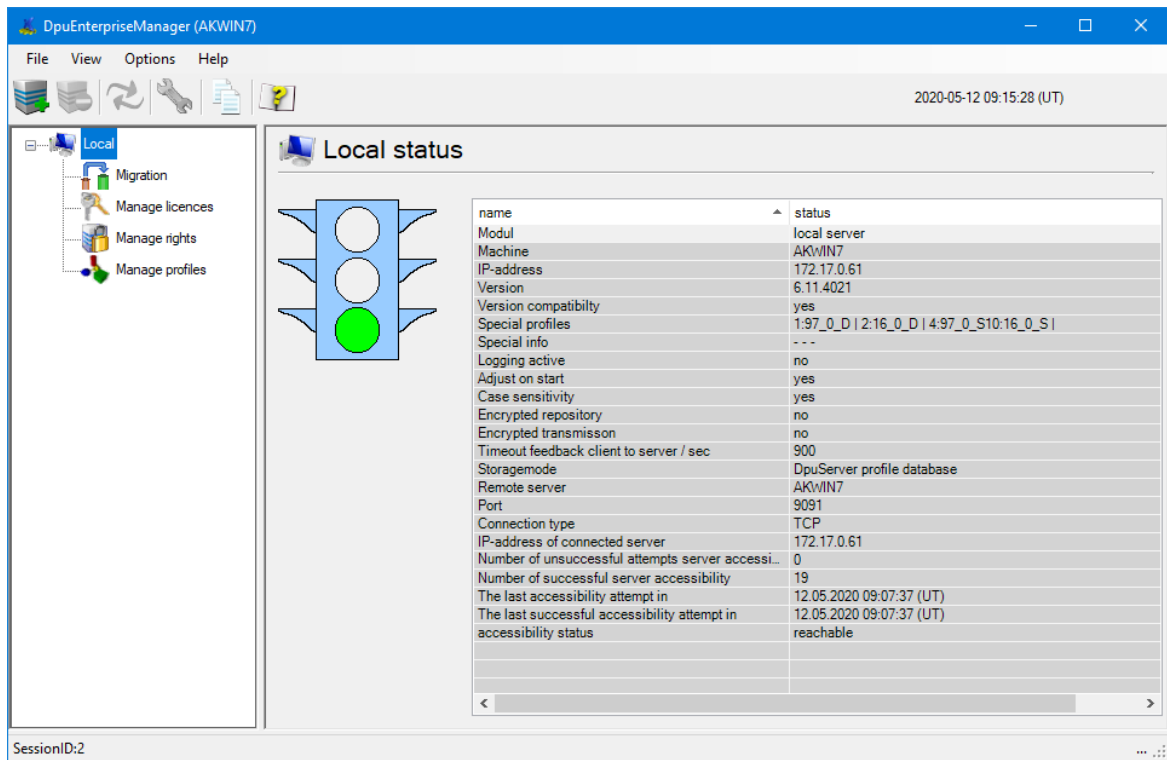 DpuEnterpriseManager (AKWIN7)
File View Options Help
2020-05-12 09:15:28 (UT)
Local
Migration
Manage licences
Manage rights
Manage profiles
Local status
name status
Modul local server
Machine AKWIN7
IP-address 172.17.0.61
Version 6.11.4021
Version compatibilty yes
Special profiles 1:97_0_D | 2:16_0_D | 4:97_0_S10:16_0_S |
Special info - - -
Logging active no
Adjust on start yes
Case sensitivity yes
Encrypted repository no
Encrypted transmisson no
Timeout feedback client to server / sec 900
Storagemode DpuServer profile database
Remote server AKWIN7
Port 9091
Connection type TCP
IP-address of connected server 172.17.0.61
Number of unsuccessful attempts server accessi... 0
Number of successful server accessibility 19
The last accessibility attempt in 12.05.2020 09:07:37 (UT)
The last successful accessibility attempt in 12.05.2020 09:07:37 (UT)
accessibility status reachable
SessionID:2 ...